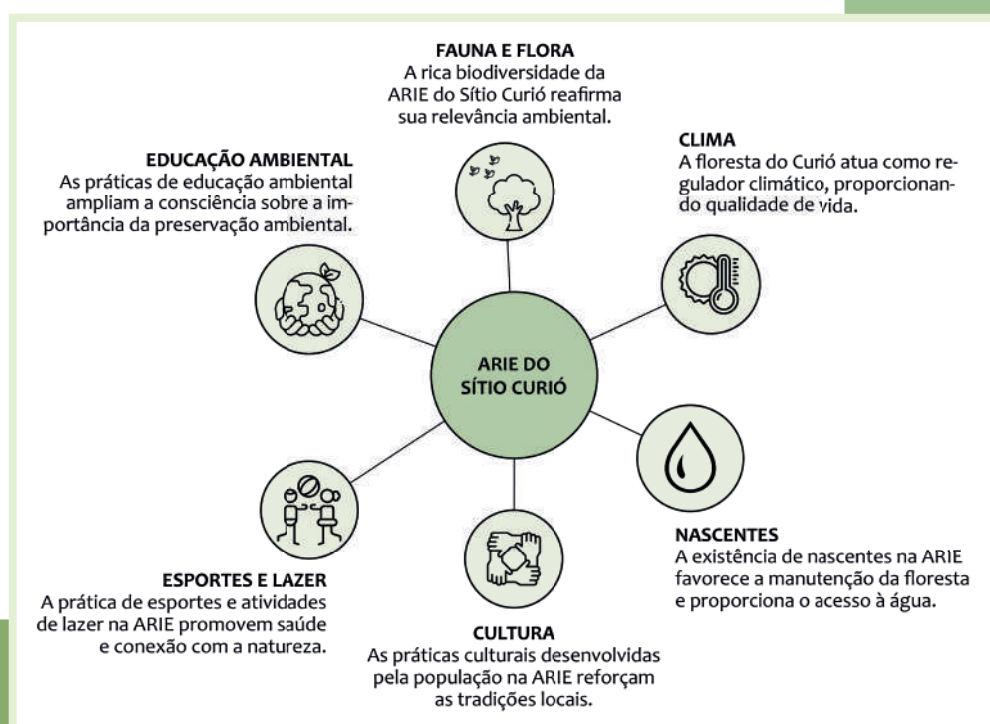 FAUNA E FLORA
A rica biodiversidade da
ARIE do Sítio Curió reafirma
sua relevância ambiental.
CLIMA
A floresta do Curió atua como re-
gulador climático, proporcionan-
do qualidade de vida.
EDUCAÇÃO AMBIENTAL
As práticas de educação ambiental
ampliam a consciência sobre a im-
portância da preservação ambiental.
ARIE DO
SÍTIO CURIÓ
NASCENTES
A existência de nascentes na ARIE
favorece a manutenção da floresta
e proporciona o acesso à água.
ESPORTES E LAZER
A prática de esportes e atividades
de lazer na ARIE promovem saúde
e conexão com a natureza.
CULTURA
As práticas culturais desenvolvidas
pela população na ARIE reforçam
as tradições locais.